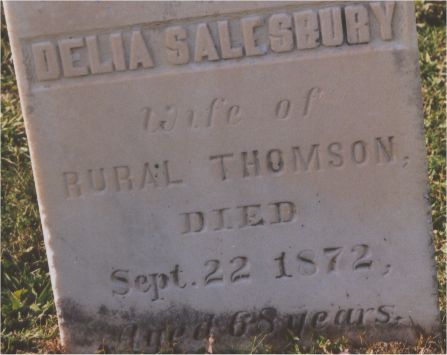 DELIA SALESBURY
Wife of
RURAL THOMSON,
DIED
Sept. 22 1872,
Aged 68 years.